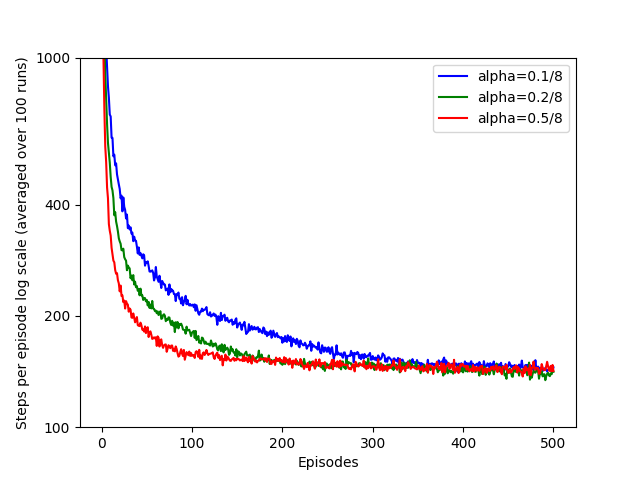 1000
400
200
100
Steps per episode log scale (averaged over 100 runs)
alpha=0.1/8
alpha=0.2/8
alpha=0.5/8
0
100
200
300
400
500
Episodes